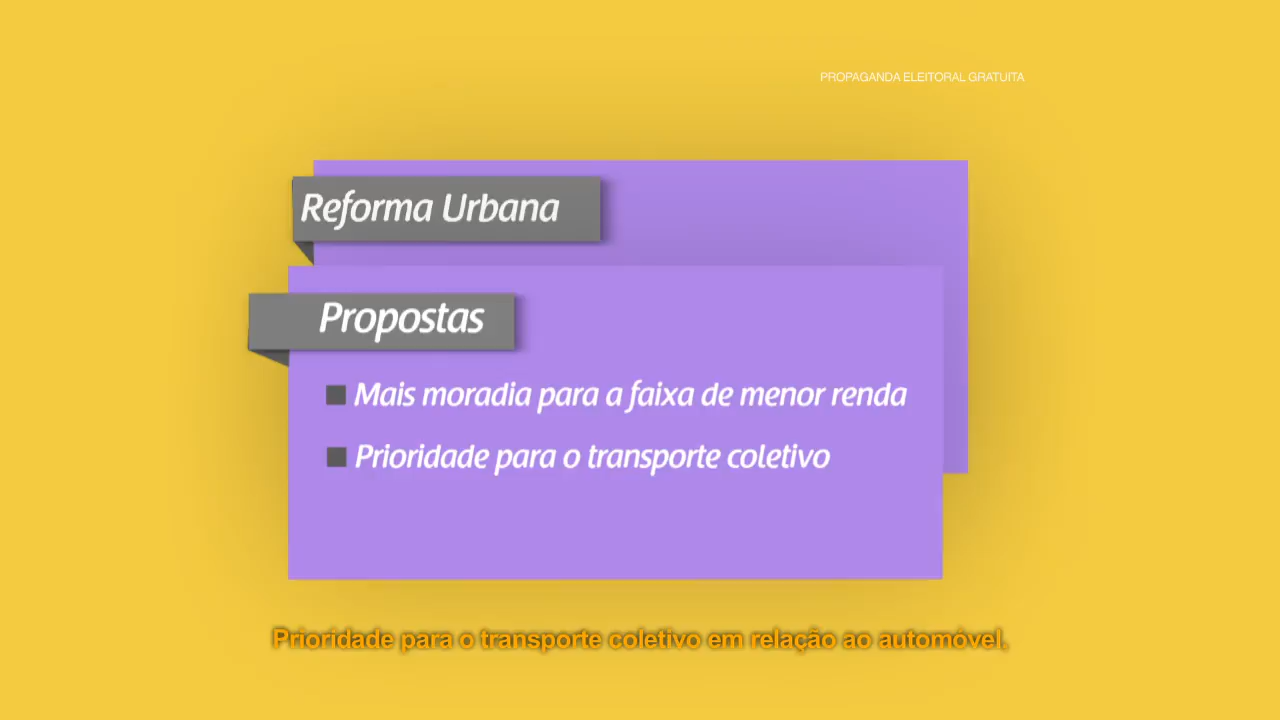 PROPAGANDA ELEITORAL GRATUITA
Reforma Urbana
Propostas
Mais moradia para a faixa de menor renda
Prioridade para o transporte coletivo
Prioridade para o transporte coletivo em relação ao automóvel.